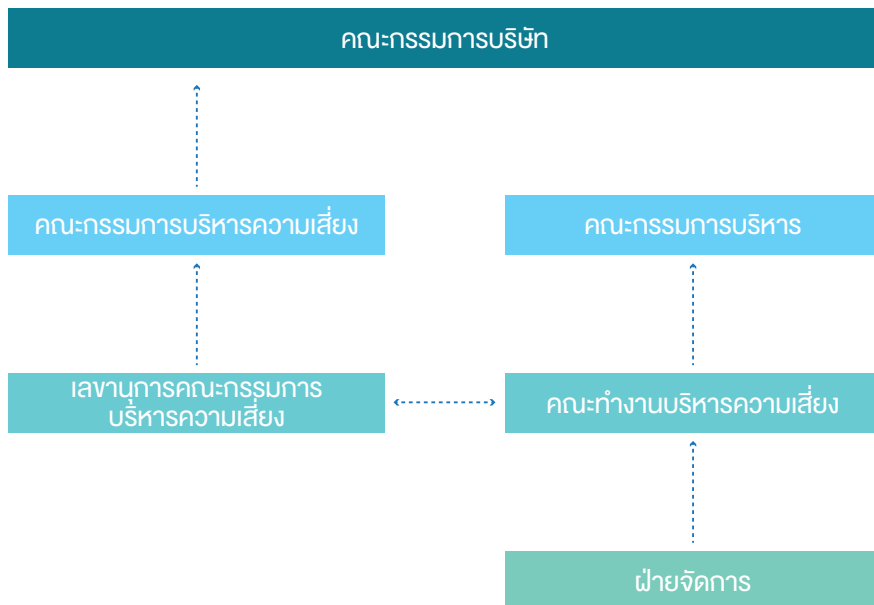 คณะกรรมการบริษัท
คณะกรรมการบริหารความเสี่ยง
คณะกรรมการบริหาร
เลขานุการคณะกรรมการ
บริหารความเสี่ยง
คณะทำงานบริหารความเสี่ยง
ฝ่ายจัดการ